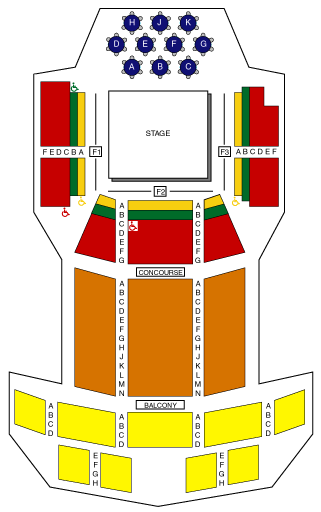 H J K
D E F G
A B C
STAGE
F E D C B A
F1
F3
A B C D E F
F2
A A
B B
C C
D D
E E
F F
G G
CONCOURSE
A A
B B
C C
D D
E E
F F
G G
H H
J J
K K
L L
M M
N N
BALCONY
A A
B B
C C
D D
A A
B B
C C
D D
E E
F F
G G
H H